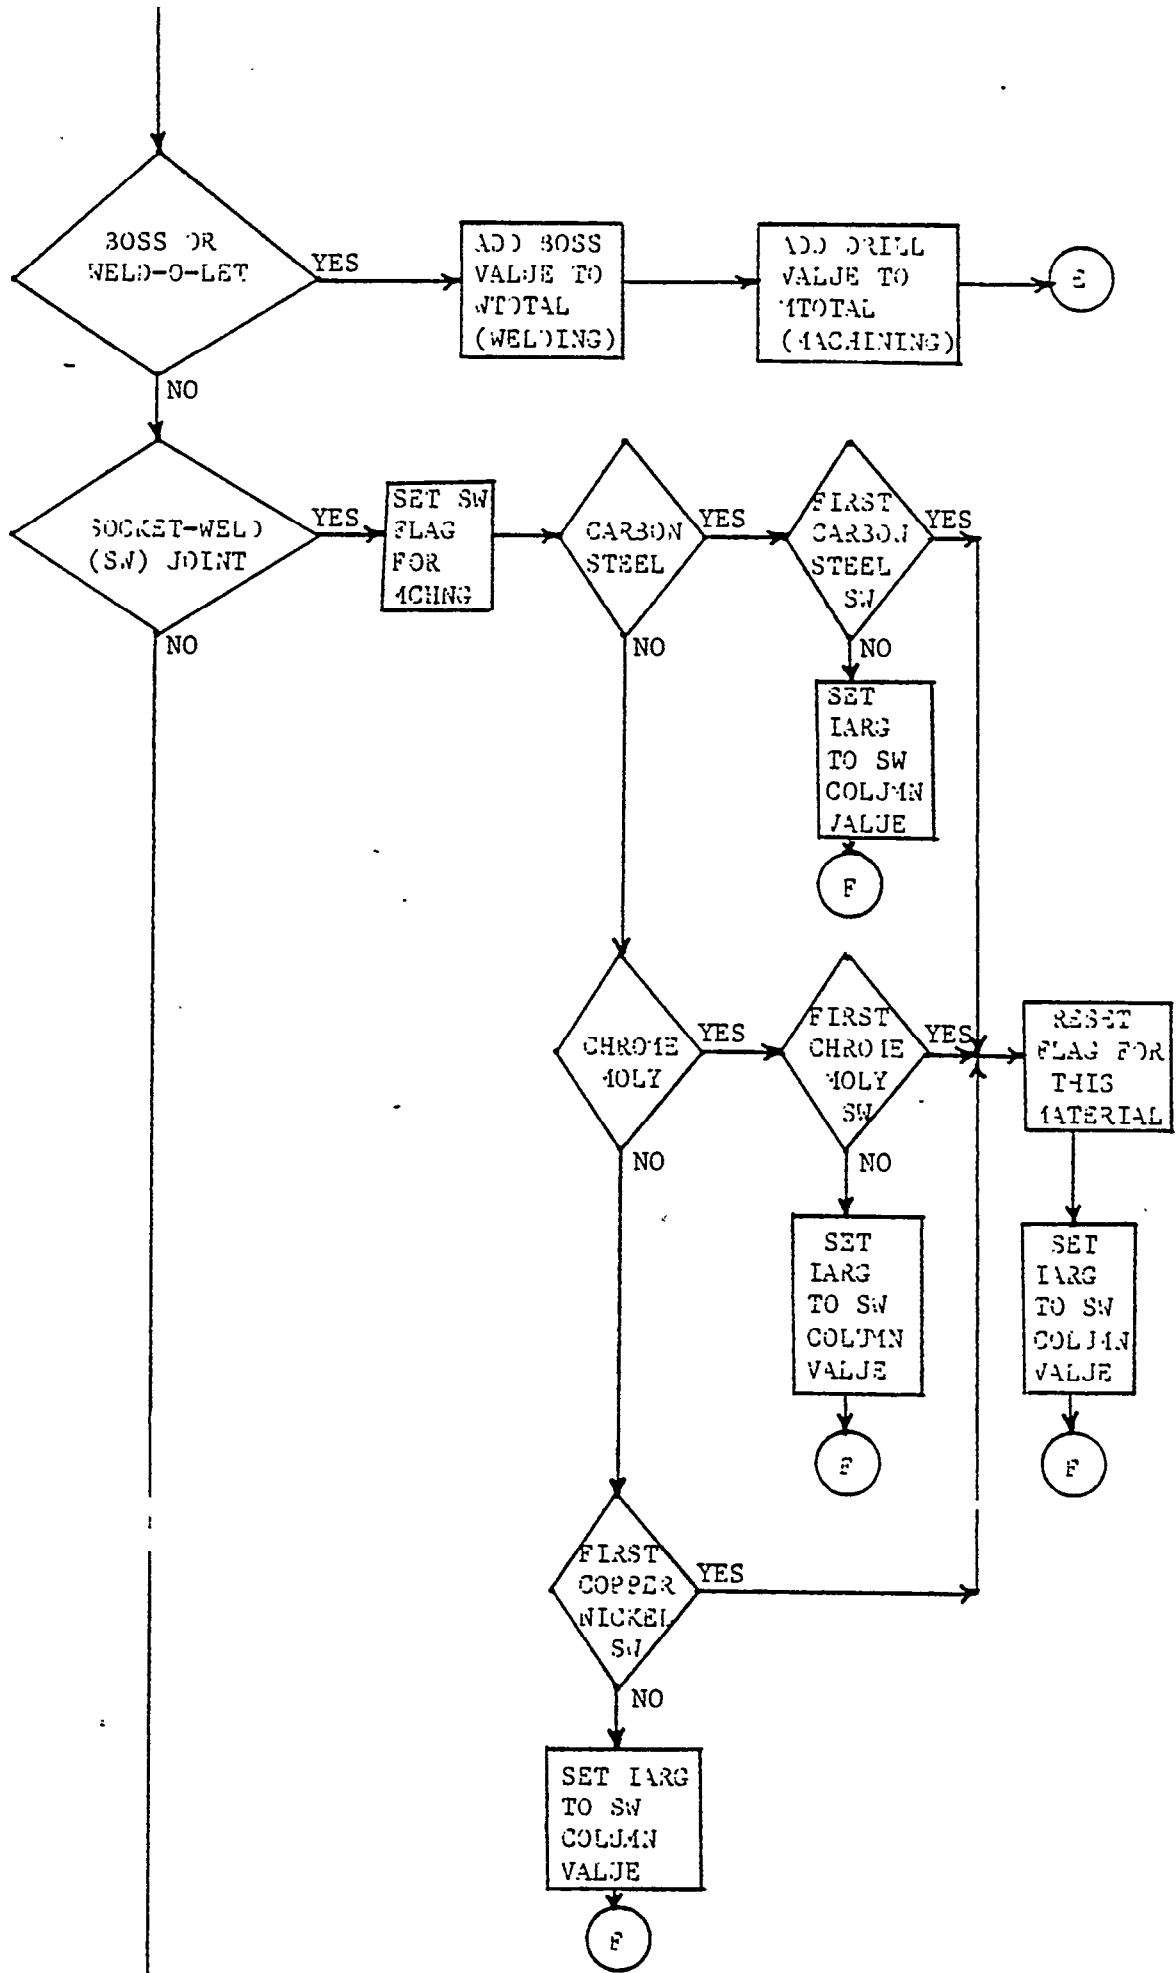 BOSS OR
WELD-O-LET
YES
NO
ADD BOSS
VALUE TO
WTOTAL
(WELDING)
ADD DRILL
VALUE TO
MTOTAL
(MACHINING)
E
SOCKET-WELD
(SW) JOINT
YES
NO
SET SW
FLAG
FOR
MCHNG
CARBON
STEEL
YES
NO
FIRST
CARBON
STEEL
SW
YES
NO
SET
IARG
TO SW
COLUMN
VALUE
F
CHROME
MOLY
YES
NO
FIRST
CHROME
MOLY
SW
YES
NO
RESET
FLAG FOR
THIS
MATERIAL
SET
IARG
TO SW
COLUMN
VALUE
F
SET
IARG
TO SW
COLUMN
VALUE
F
FIRST
COPPER
NICKEL
SW
YES
NO
SET IARG
TO SW
COLUMN
VALUE
F